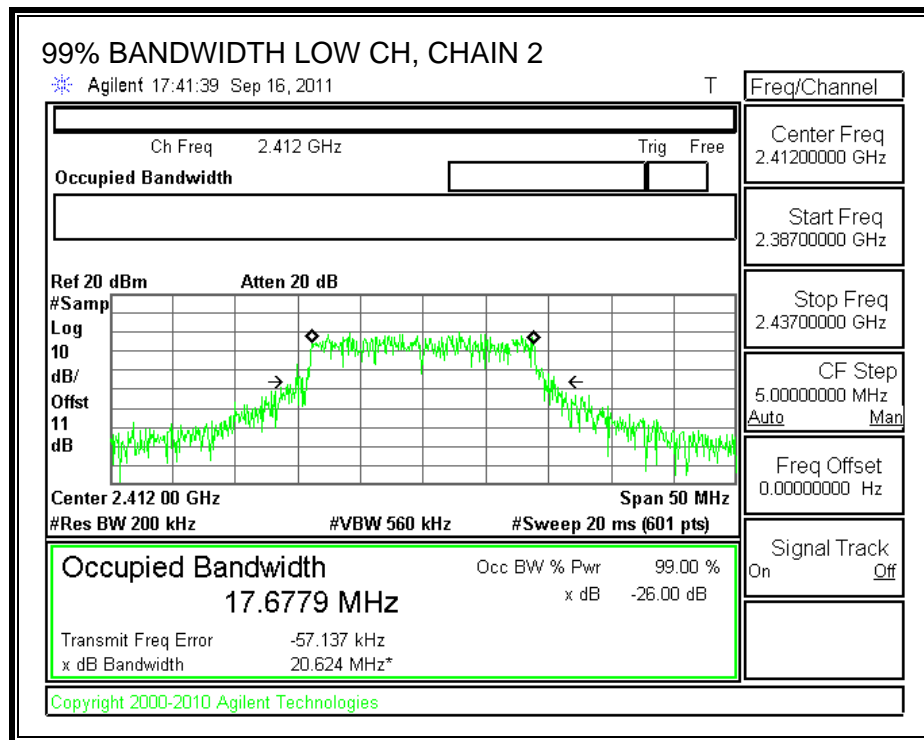 99% BANDWIDTH LOW CH, CHAIN 2
Agilent 17:41:39 Sep 16, 2011 T
Freq/Channel
Ch Freq 2.412 GHz Trig Free
Occupied Bandwidth
Center Freq
2.41200000 GHz
Start Freq
2.38700000 GHz
Stop Freq
2.43700000 GHz
CF Step
5.00000000 MHz
Auto Man
Freq Offset
0.00000000 Hz
Signal Track
On Off
Ref 20 dBm Atten 20 dB
#Samp
Log
10
dB/
Offst
11
dB
Center 2.412 00 GHz Span 50 MHz
#Res BW 200 kHz #VBW 560 kHz #Sweep 20 ms (601 pts)
Occupied Bandwidth Occ BW % Pwr 99.00 %
17.6779 MHz x dB -26.00 dB
Transmit Freq Error -57.137 kHz
x dB Bandwidth 20.624 MHz*
Copyright 2000-2010 Agilent Technologies